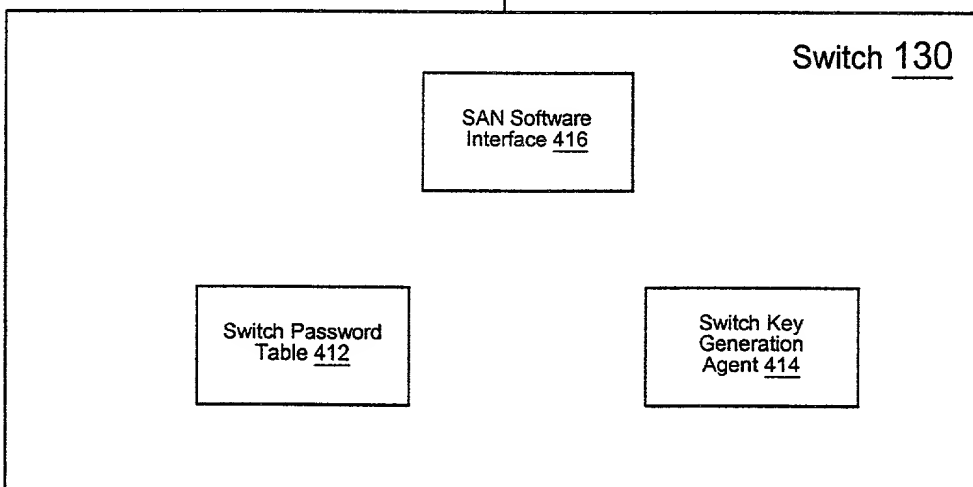 Switch 130
SAN Software
Interface 416
Switch Password
Table 412
Switch Key
Generation
Agent 414